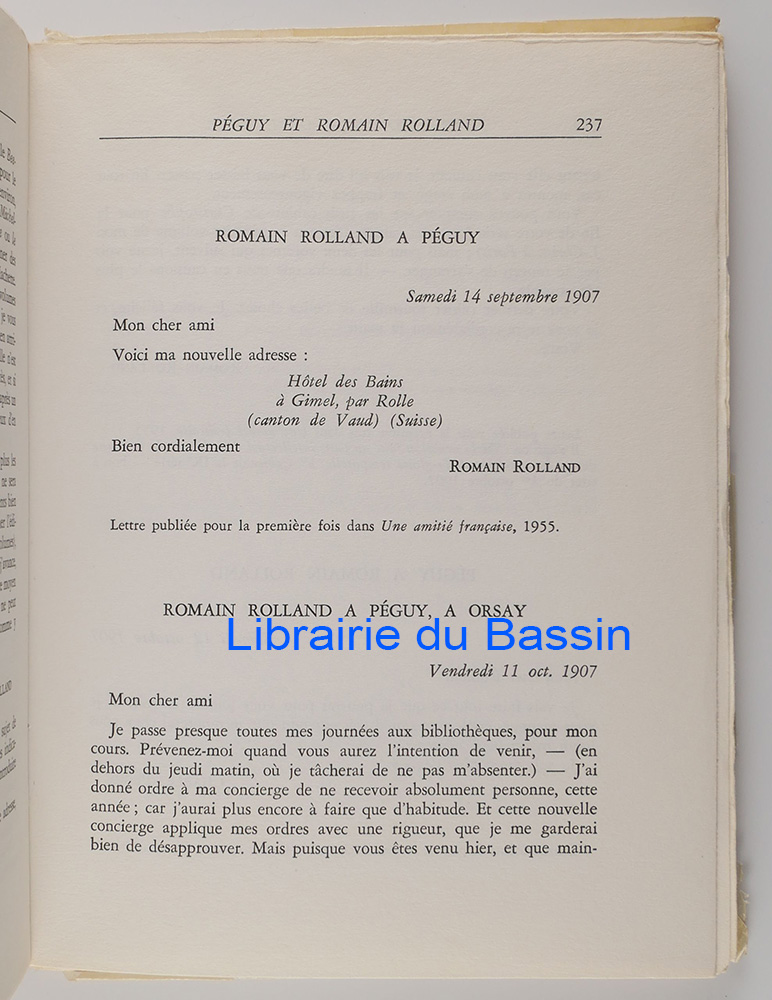 PÉGUY ET ROMAIN ROLLAND 237
ROMAIN ROLLAND A PÉGUY
Samedi 14 septembre 1907
Mon cher ami
Voici ma nouvelle adresse :
Hôtel des Bains
à Gimel, par Rolle
(canton de Vaud) (Suisse)
Bien cordialement
ROMAIN ROLLAND
Lettre publiée pour la première fois dans Une amitié française, 1955.
ROMAIN ROLLAND A PÉGUY, A ORSAY
Librairie du Bassin
Vendredi 11 oct. 1907
Mon cher ami
Je passe presque toutes mes journées aux bibliothèques, pour mon
cours. Prévenez-moi quand vous aurez l'intention de venir, — (en
dehors du jeudi matin, où je tâcherai de ne pas m'absenter.) — J'ai
donné ordre à ma concierge de ne recevoir absolument personne, cette
année ; car j'aurai plus encore à faire que d'habitude. Et cette nouvelle
concierge applique mes ordres avec une rigueur, que je me garderai
bien de désapprouver. Mais puisque vous êtes venu hier, et que main-